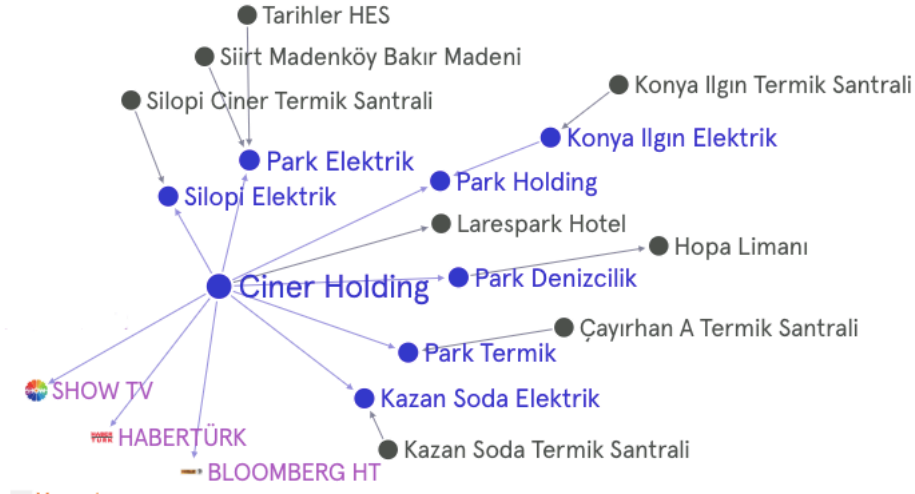 Tarihler HES
Siirt Madenköy Bakır Madeni
Konya Ilgın Termik Santrali
Silopi Ciner Termik Santrali
Konya Ilgın Elektrik
Park Elektrik
Park Holding
Silopi Elektrik
Larespark Hotel
Hopa Limanı
Park Denizcilik
Ciner Holding
Çayırhan A Termik Santrali
Park Termik
SHOW TV
Kazan Soda Elektrik
HABERTÜRK
Kazan Soda Termik Santrali
BLOOMBERG HT